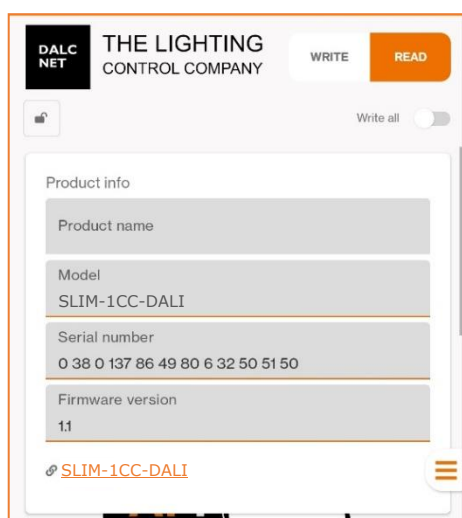 DALC
NET
THE LIGHTING
CONTROL COMPANY
WRITE
READ
Write all
Product info
Product name
Model
SLIM-1CC-DALI
Serial number
0 38 0 137 86 49 80 6 32 50 51 50
Firmware version
1.1
SLIM-1CC-DALI